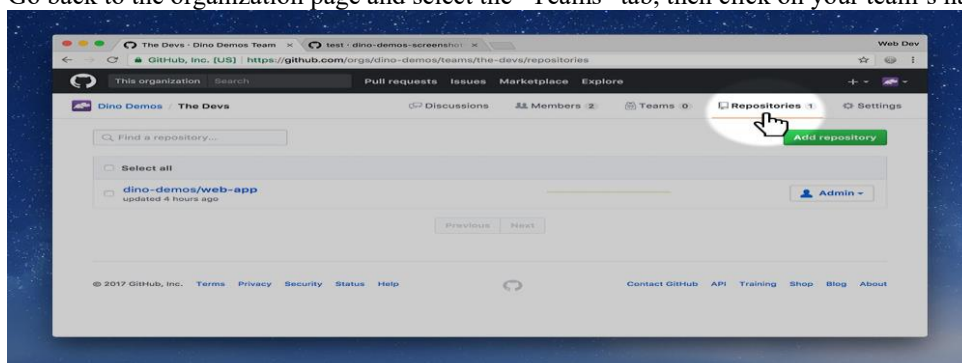 Go back to the organization page and select the "Teams" tab, then click on your team's
The Devs · Dino Demos Team × test · dino-demos-screenshot × Web Dev
GitHub, Inc. [US] https://github.com/orgs/dino-demos/teams/the-devs/repositories
This organization Search Pull requests Issues Marketplace Explore
Dino Demos / The Devs Discussions Members 2 Teams 0 Repositories 1 Settings
Find a repository... Add repository
Select all
dino-demos/web-app Admin
updated 4 hours ago
Previous Next
© 2017 GitHub, Inc. Terms Privacy Security Status Help Contact GitHub API Training Shop Blog About